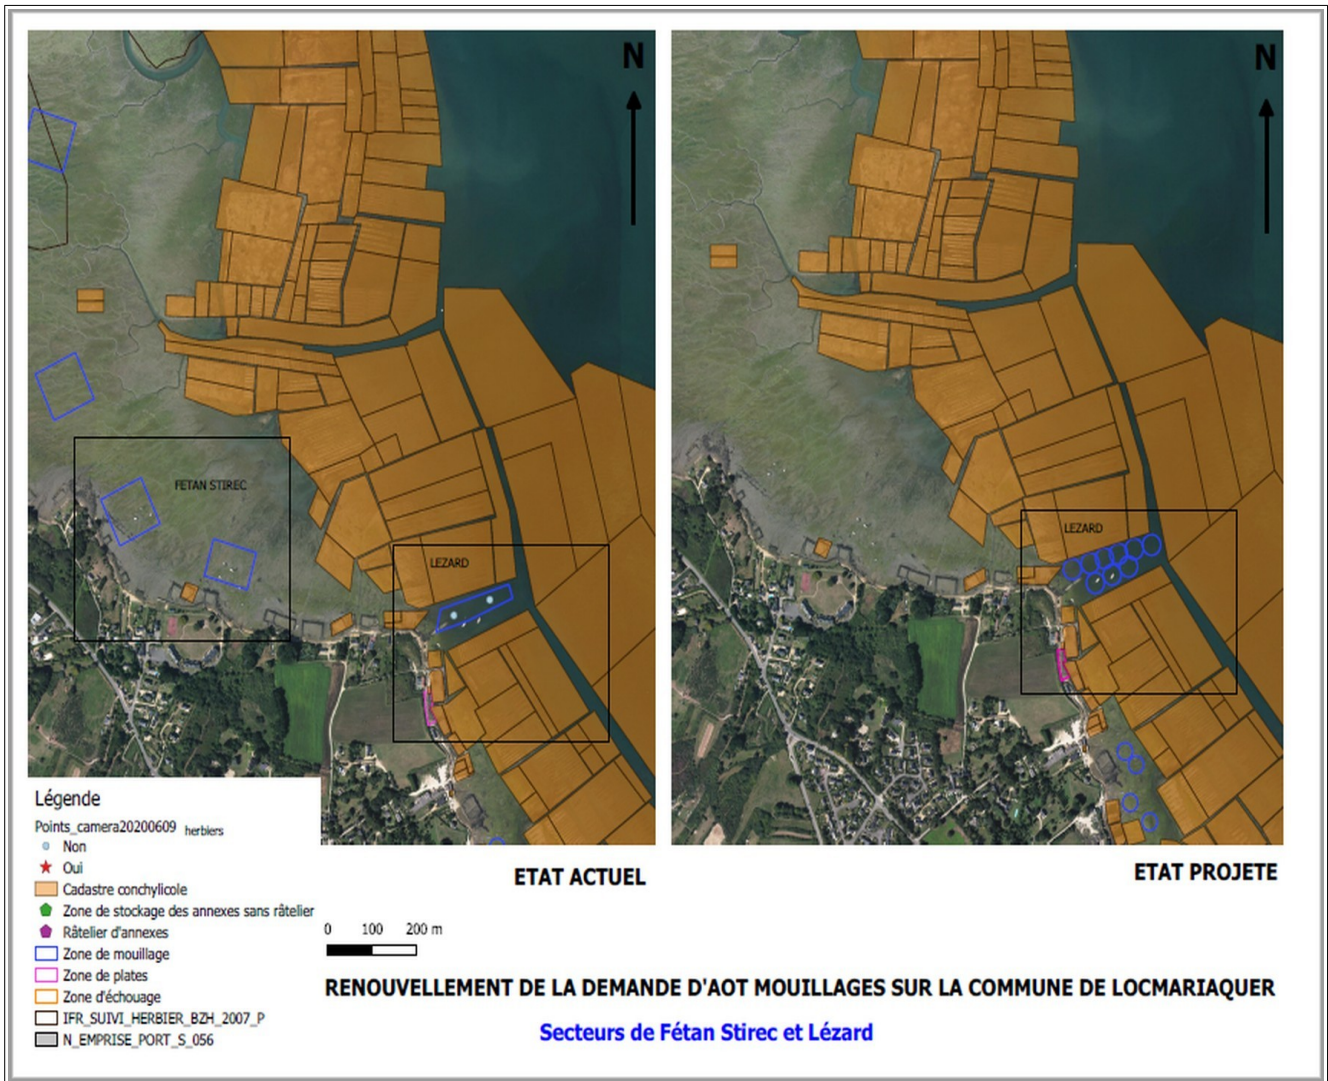 N
N
FETAN STIREC
LEZARD
LEZARD
Légende
Points_camera20200609 herbiers
Non
Oui
Cadastre conchylicole
Zone de stockage des annexes sans râtelier
Râtelier d'annexes
Zone de mouillage
Zone de plates
Zone d'échouage
IFR_SUIVI_HERBIER_BZH_2007_P
N_EMPRISE_PORT_S_056
ETAT ACTUEL
ETAT PROJETE
0 100 200 m
RENOUVELLEMENT DE LA DEMANDE D'AOT MOUILLAGES SUR LA COMMUNE DE LOCMARIAQUER
Secteurs de Fétan Stirec et Lézard